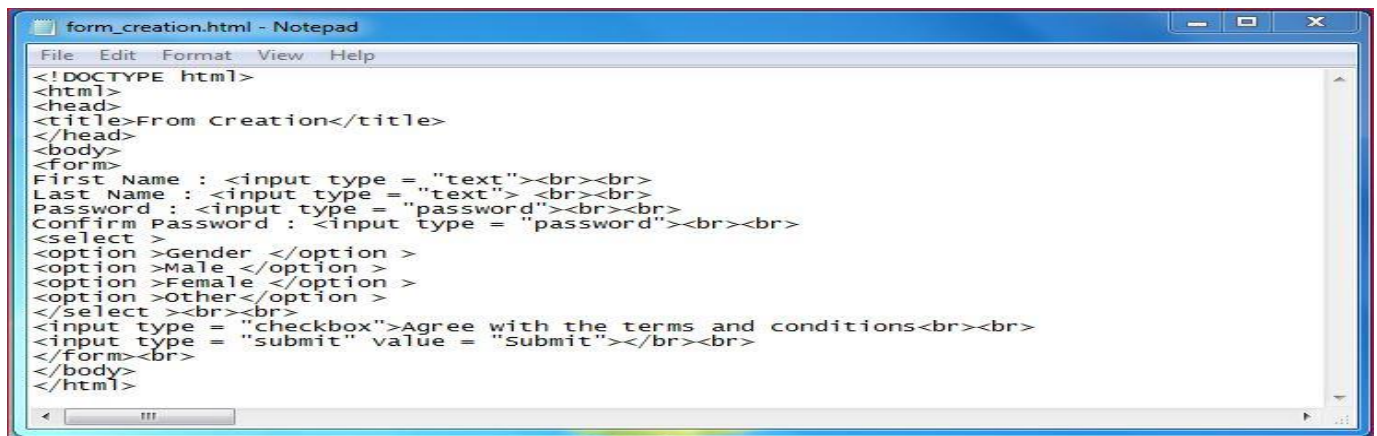 form_creation.html - Notepad
File Edit Format View Help
<!DOCTYPE html>
<html>
<head>
<title>From Creation</title>
</head>
<body>
<form>
First Name : <input type = "text"><br><br>
Last Name : <input type = "text"> <br><br>
Password : <input type = "password"><br><br>
Confirm Password : <input type = "password"><br><br>
<select >
<option >Gender </option >
<option >Male </option >
<option >Female </option >
<option >Other</option >
</select ><br><br>
<input type = "checkbox">Agree with the terms and conditions<br><br>
<input type = "submit" value = "Submit"></br><br>
</form><br>
</body>
</html>